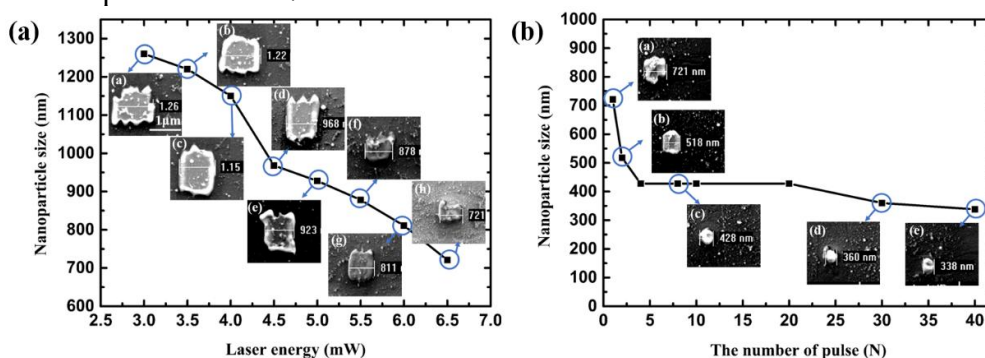 (a)
Nanoparticle size (nm)
1300
1200
1100
1000
900
800
700
600
2.5 3.0 3.5 4.0 4.5 5.0 5.5 6.0 6.5 7.0
Laser energy (mW)
(a)
1.26
1μm
(b)
1.22
(c)
1.15
(d)
968
(e)
923
(f)
878
(g)
811
(h)
721
(b)
Nanoparticle size (nm)
1000
900
800
700
600
500
400
300
200
100
0
0 5 10 15 20 25 30 35 40
The number of pulse (N)
(a)
721 nm
(b)
518 nm
(c)
428 nm
(d)
360 nm
(e)
338 nm